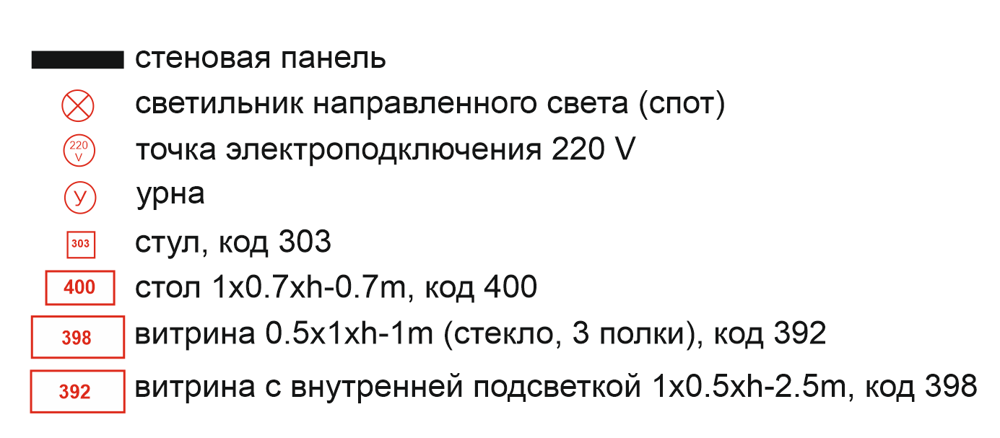 стеновая панель
светильник направленного света (спот)
220 V точка электроподключения 220 V
У урна
303 стул, код 303
400 стол 1x0.7xh-0.7m, код 400
398 витрина 0.5x1xh-1m (стекло, 3 полки), код 392
392 витрина с внутренней подсветкой 1x0.5xh-2.5m, код 398